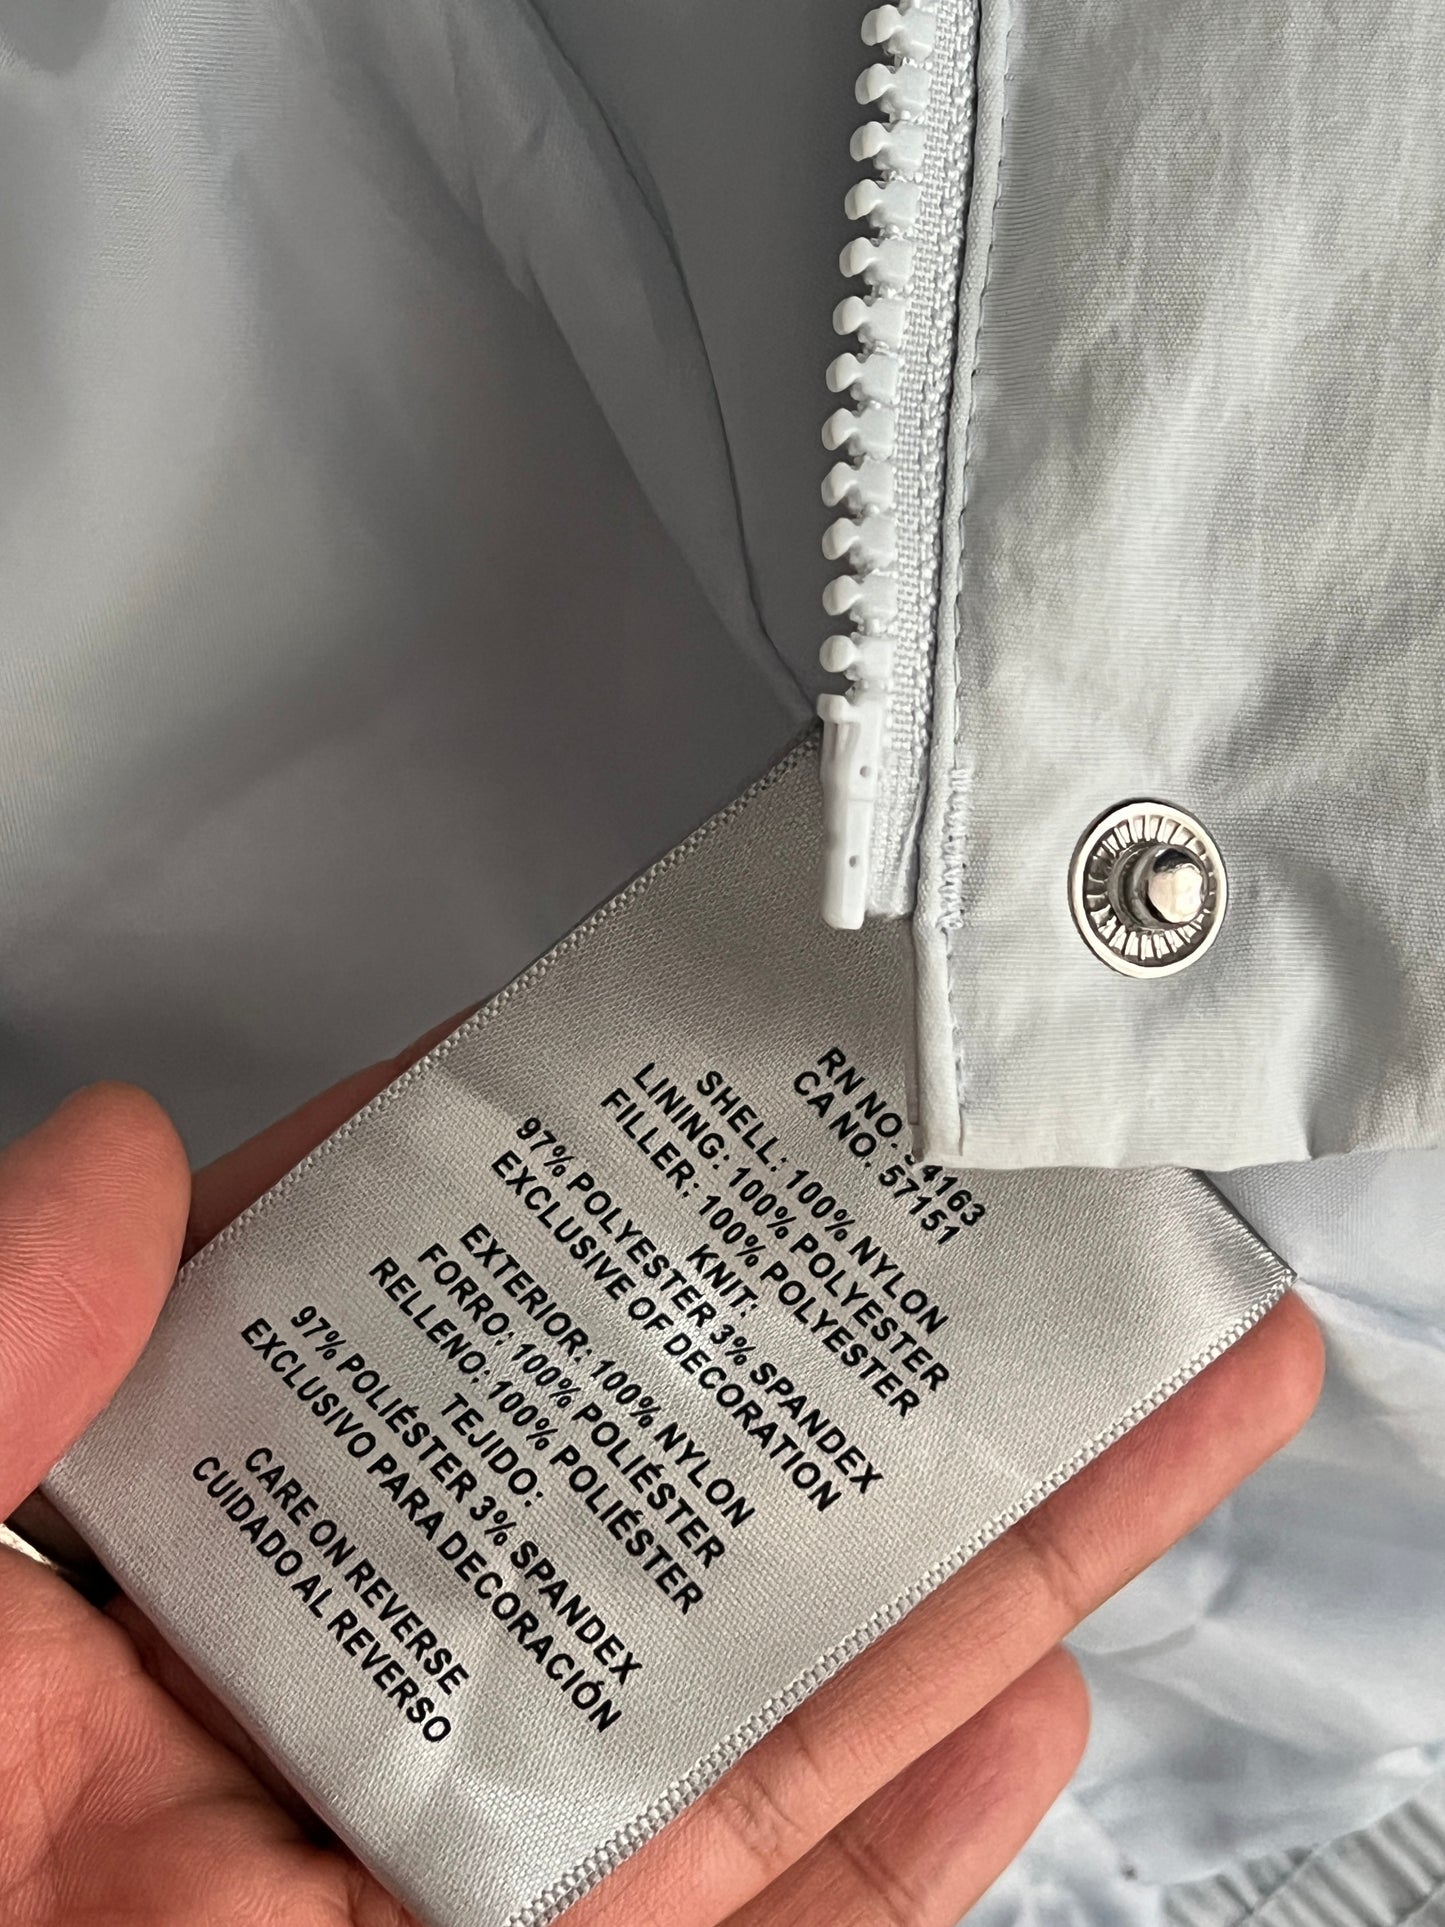 RN NO.
CA NO. 57151
SHELL: 100% NYLON
LINING: 100% POLYESTER
FILLER: 100% POLYESTER
KNIT:
97% POLYESTER 3% SPANDEX
EXCLUSIVE OF DECORATION
EXTERIOR: 100% NYLON
FORRO: 100% POLIÉSTER
RELLENO: 100% POLIÉSTER
TEJIDO:
97% POLIÉSTER 3% SPANDEX
EXCLUSIVO PARA DECORACIÓN
CARE ON REVERSE
CUIDADO AL REVERSO